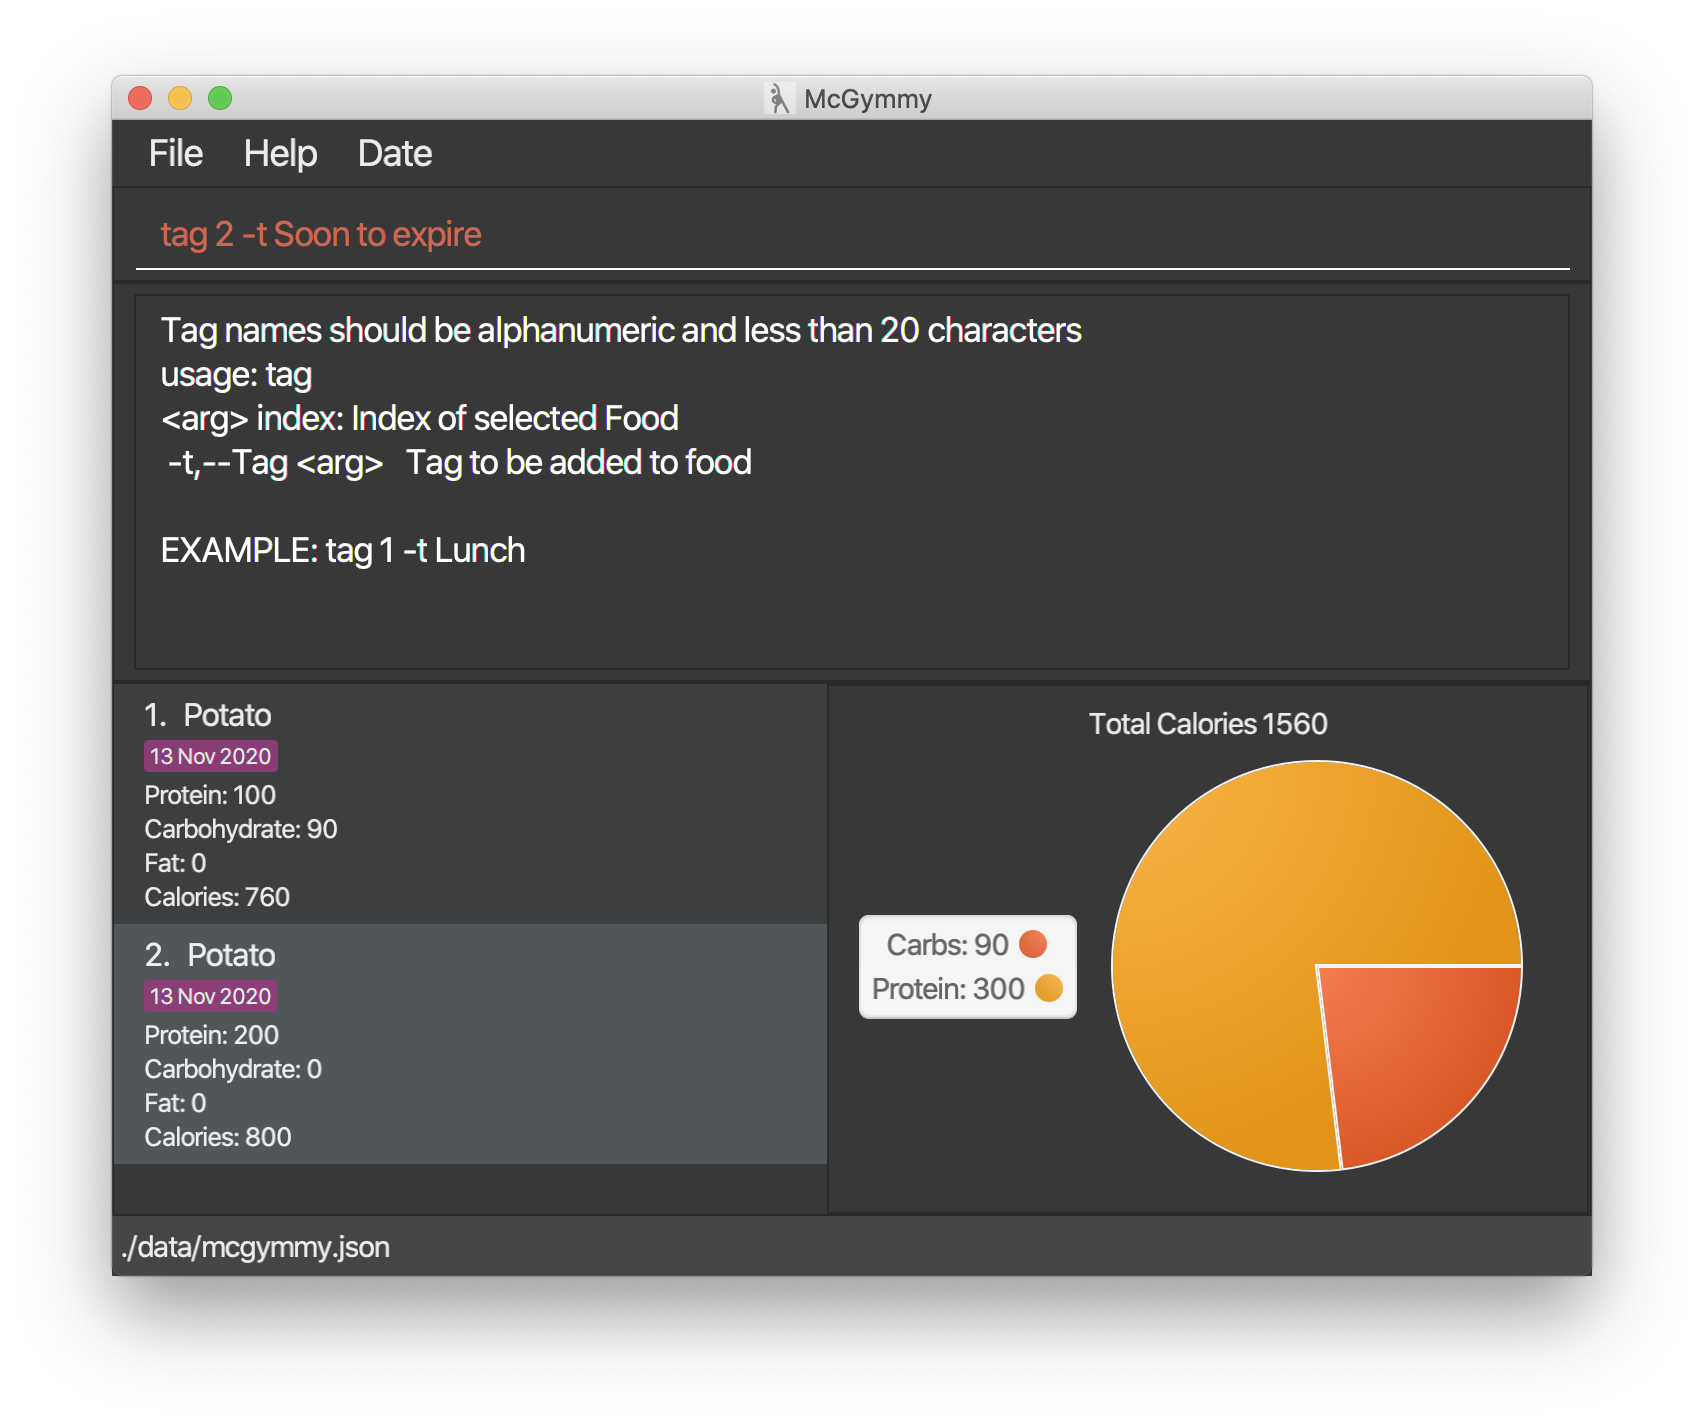 McGymmy
File Help Date
tag 2 -t Soon to expire
Tag names should be alphanumeric and less than 20 characters
usage: tag
<arg> index: Index of selected Food
-t,--Tag <arg> Tag to be added to food
EXAMPLE: tag 1 -t Lunch
1. Potato
13 Nov 2020
Protein: 100
Carbohydrate: 90
Fat: 0
Calories: 760
2. Potato
13 Nov 2020
Protein: 200
Carbohydrate: 0
Fat: 0
Calories: 800
Total Calories 1560
Carbs: 90
Protein: 300
./data/mcgymmy.json